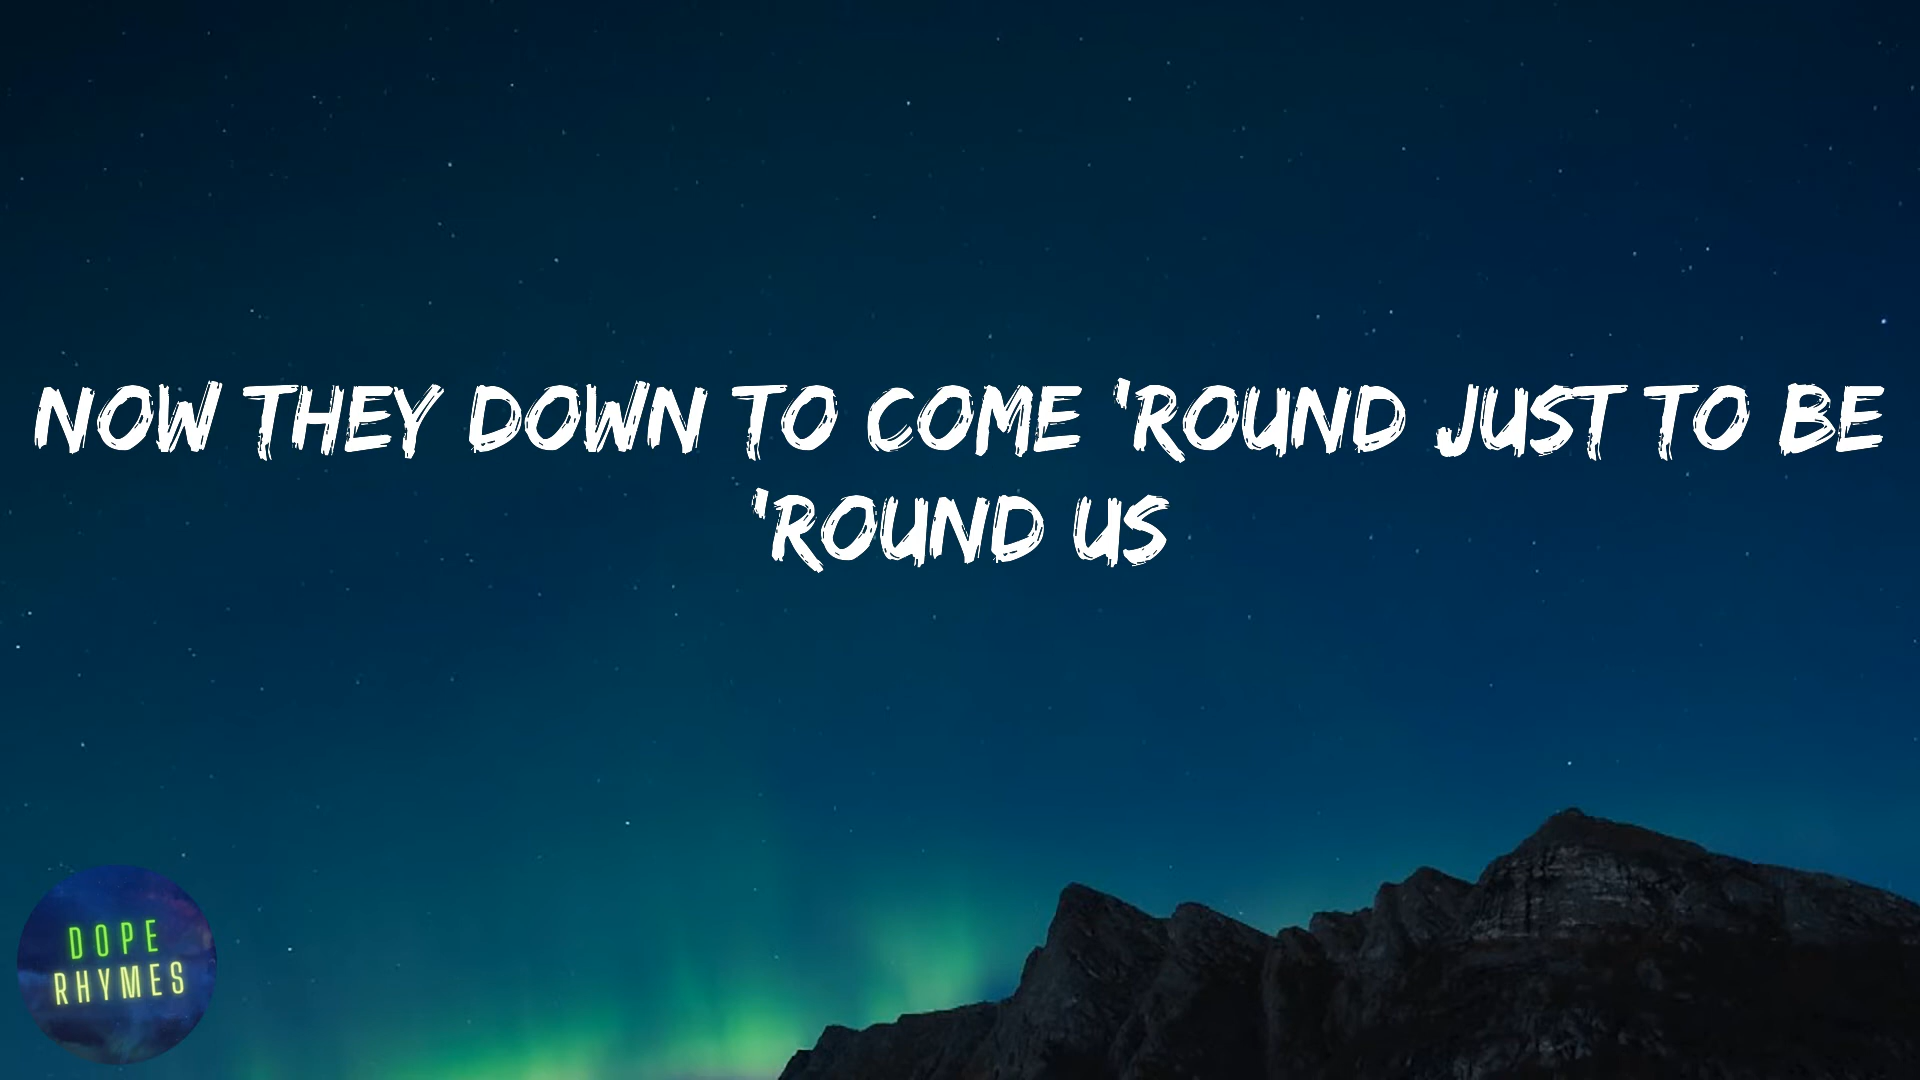 NOW THEY DOWN TO COME 'ROUND JUST TO BE
'ROUND US
DOPE
RHYMES